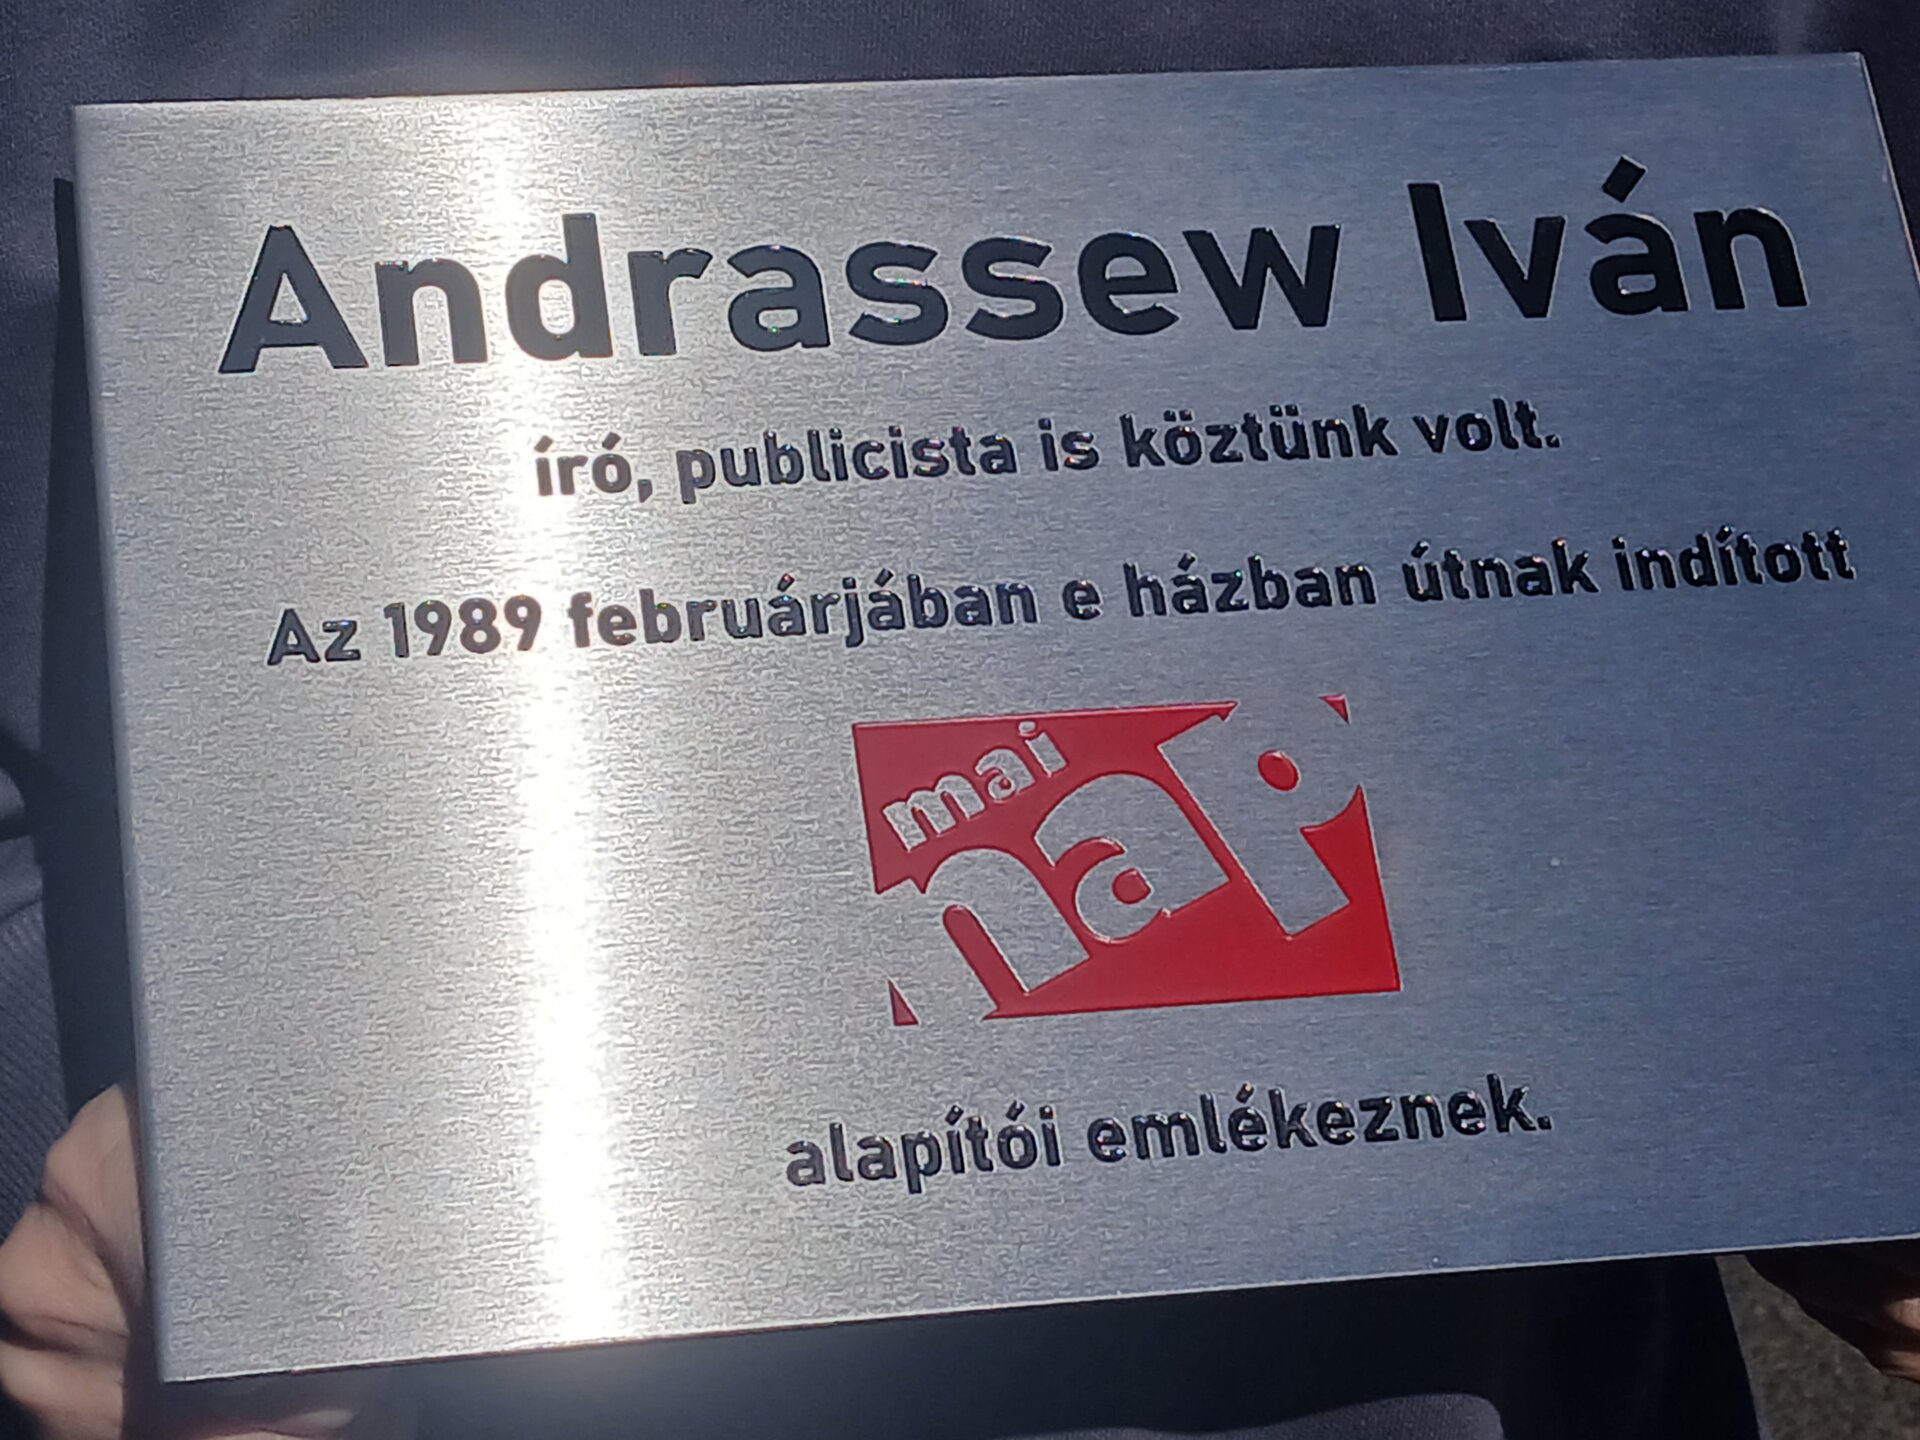 Andrassew Iván
író, publicista is köztünk volt.
Az 1989 februárjában e házban útnak indított
mai
nap
alapítói emlékeznek.